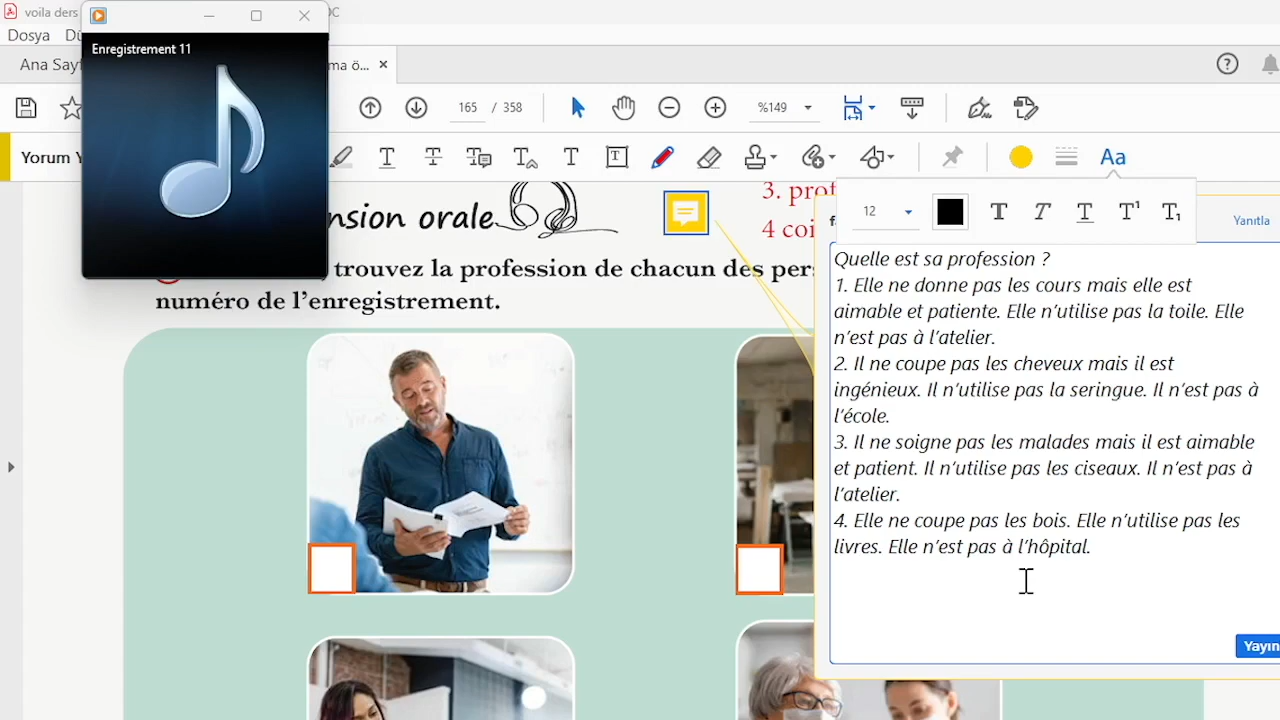 voila ders
DC
Dosya
Enregistrement 11
Ana Sayf
ma ö...
165 / 358
%149
Yorum Y
Aa
12
3. prof
4 coi
Yanıtla
nsion orale
trouvez la profession de chacun des per
numéro de l'enregistrement.
Quelle est sa profession ?
1. Elle ne donne pas les cours mais elle est
aimable et patiente. Elle n'utilise pas la toile. Elle
n'est pas à l'atelier.
2. Il ne coupe pas les cheveux mais il est
ingénieux. Il n'utilise pas la seringue. Il n'est pas à
l'école.
3. Il ne soigne pas les malades mais il est aimable
et patient. Il n'utilise pas les ciseaux. Il n'est pas à
l'atelier.
4. Elle ne coupe pas les bois. Elle n'utilise pas les
livres. Elle n'est pas à l'hôpital.
Yayın